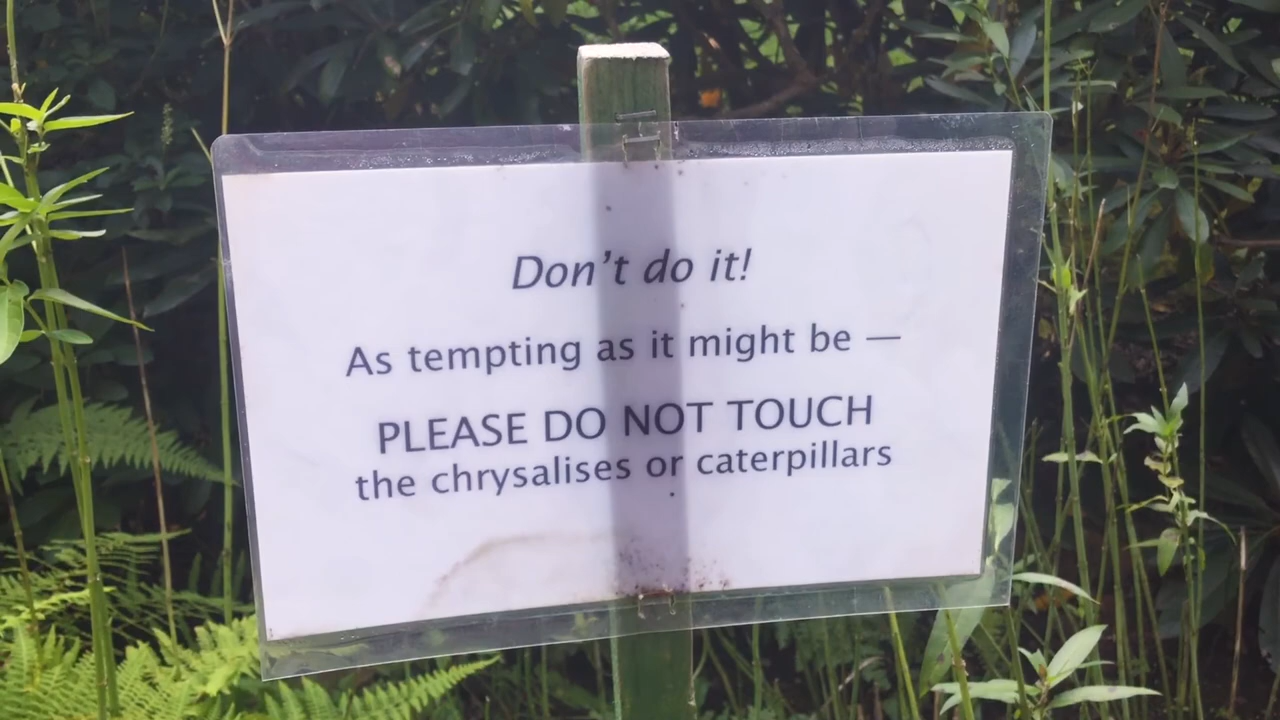 Don't do it!
As tempting as it might be —
PLEASE DO NOT TOUCH
the chrysalises or caterpillars